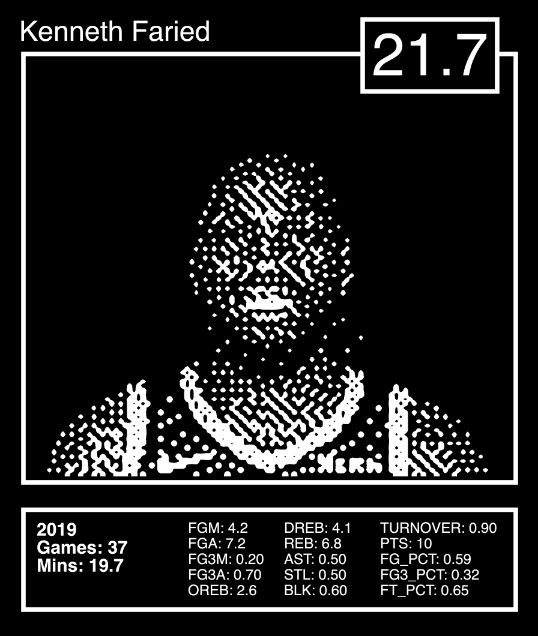 Kenneth Faried
21.7
2019
Games: 37
Mins: 19.7
FGM: 4.2
FGA: 7.2
FG3M: 0.20
FG3A: 0.70
OREB: 2.6
DREB: 4.1
REB: 6.8
AST: 0.50
STL: 0.50
BLK: 0.60
TURNOVER: 0.90
PTS: 10
FG_PCT: 0.59
FG3_PCT: 0.32
FT_PCT: 0.65